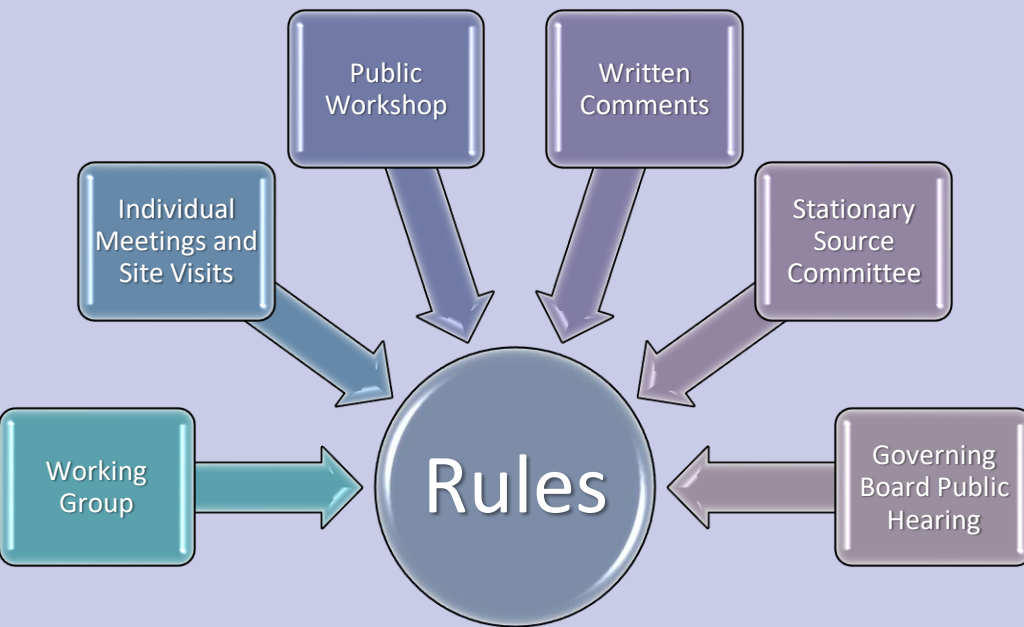 Public
Workshop
Written
Comments
Individual
Meetings and
Site Visits
Stationary
Source
Committee
Working
Group
Rules
Governing
Board Public
Hearing